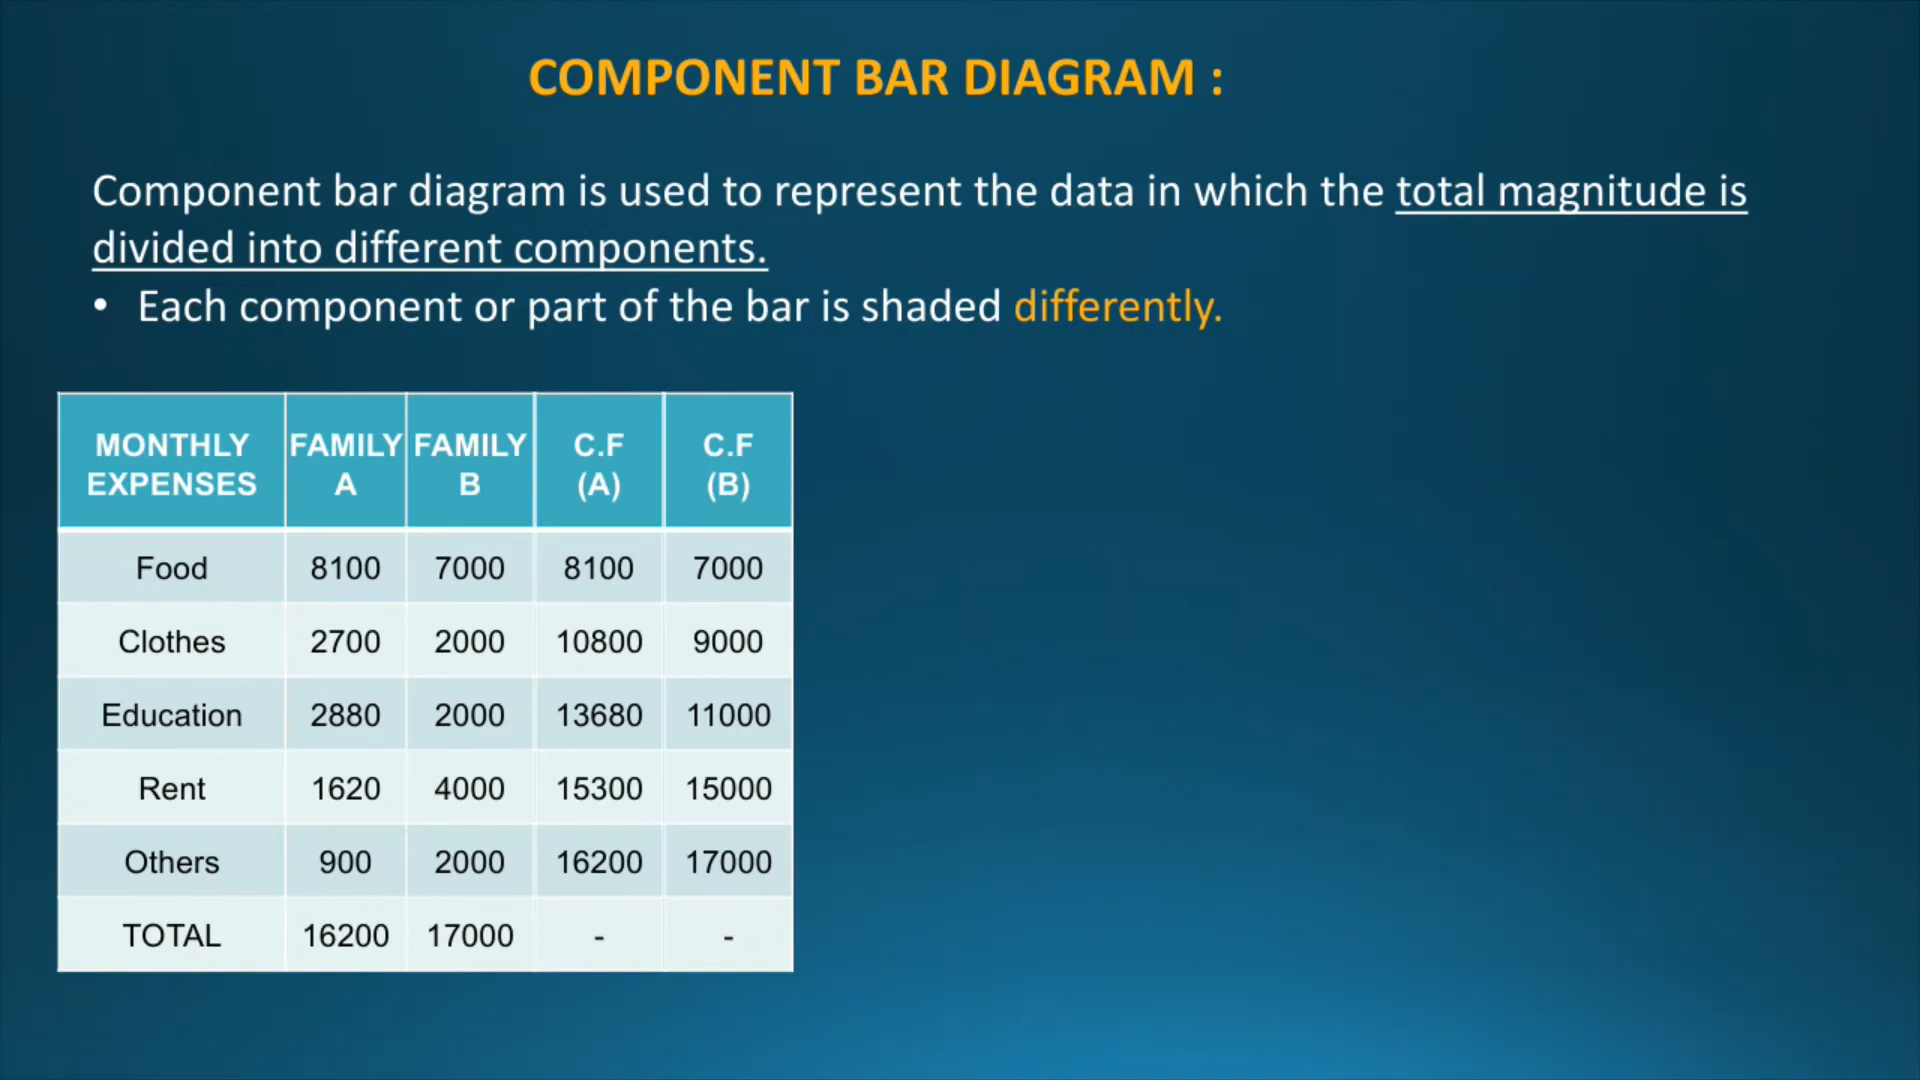 COMPONENT BAR DIAGRAM :
Component bar diagram is used to represent the data in which the total magnitude is
divided into different components.
• Each component or part of the bar is shaded differently.
MONTHLY EXPENSES FAMILY A FAMILY B C.F (A) C.F (B)
Food 8100 7000 8100 7000
Clothes 2700 2000 10800 9000
Education 2880 2000 13680 11000
Rent 1620 4000 15300 15000
Others 900 2000 16200 17000
TOTAL 16200 17000 - -